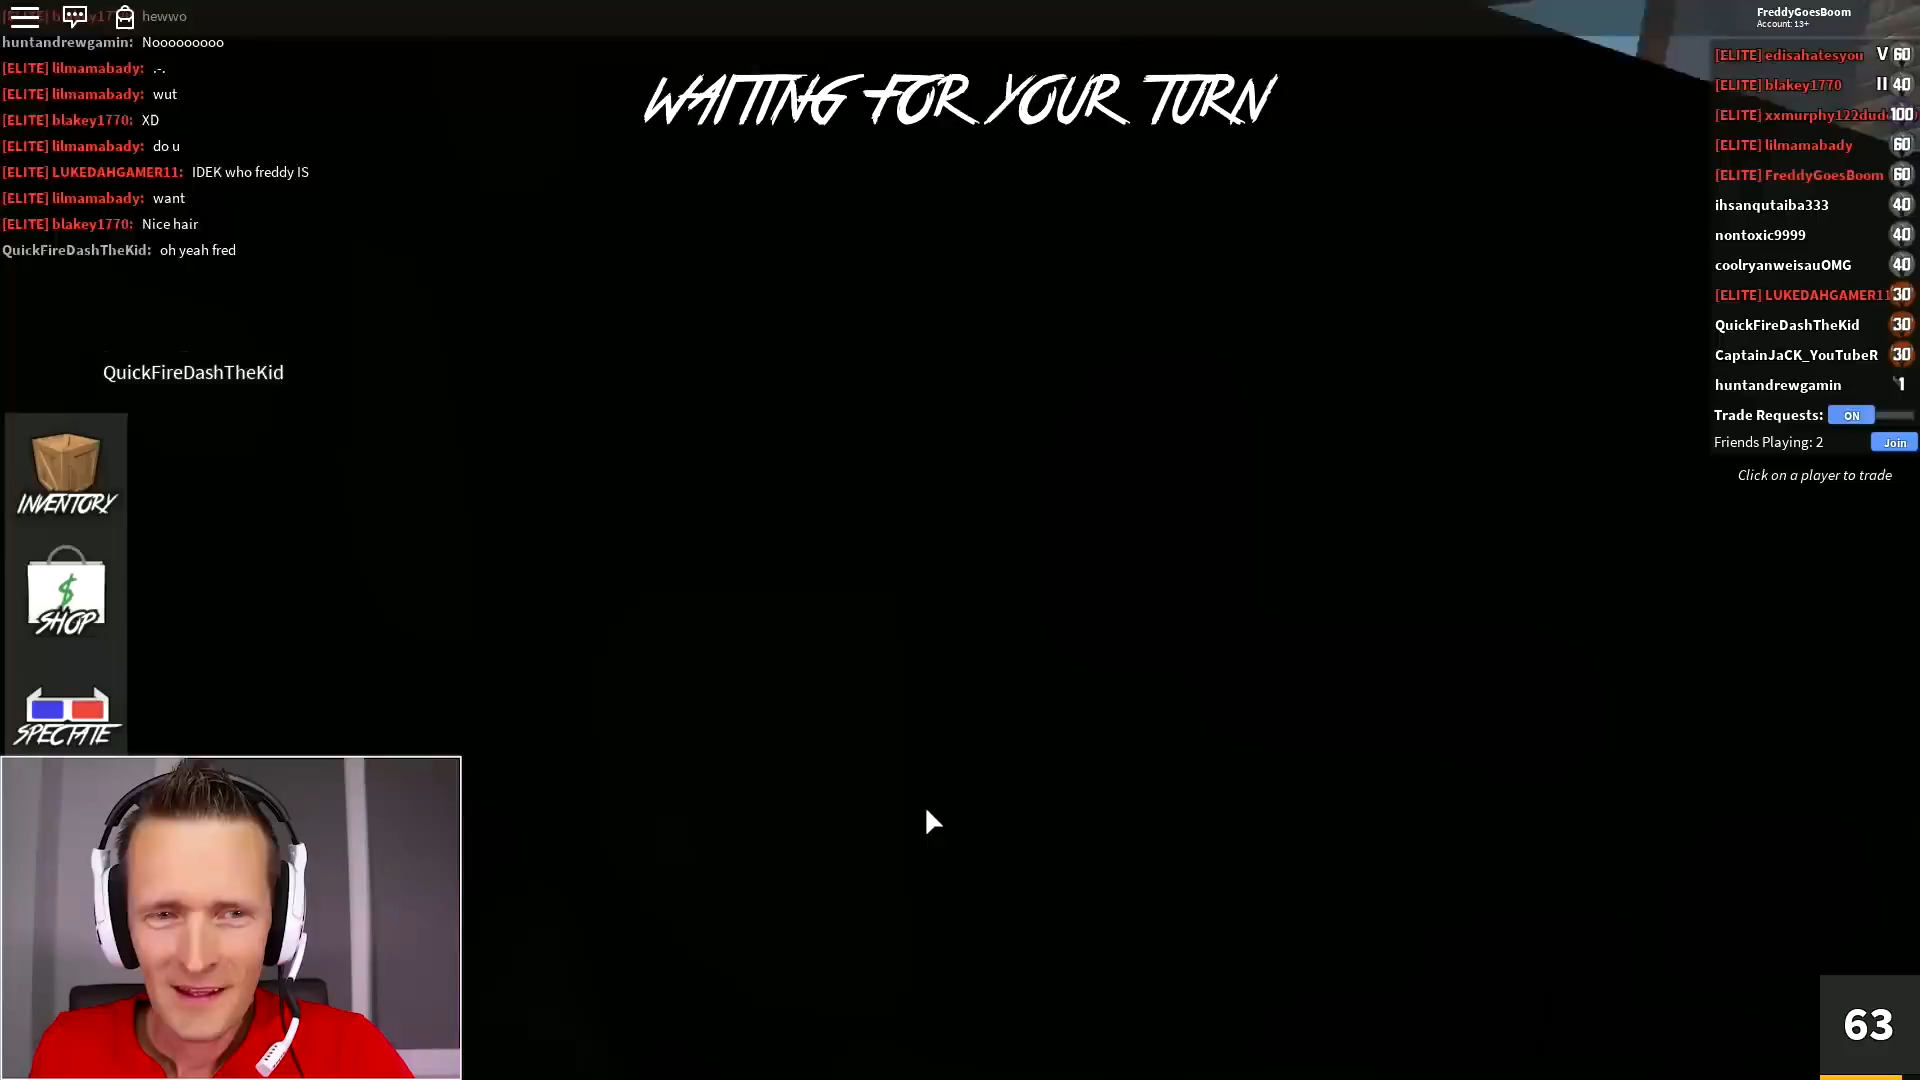 hewwo
huntandrewgamin: Nooooooooo
[ELITE] lilmamabady: .-.
[ELITE] lilmamabady: wut
[ELITE] blakey1770: XD
[ELITE] lilmamabady: do u
[ELITE] LUKEDAHGAMER11: IDEK who freddy IS
[ELITE] lilmamabady: want
[ELITE] blakey1770: Nice hair
QuickFireDashTheKid: oh yeah fred
WAITING FOR YOUR TURN
FreddyGoesBoom
Account: 13+
[ELITE] edisahatesyou V 60
[ELITE] blakey1770 II 40
[ELITE] xxmurphy122dud 100
[ELITE] lilmamabady 60
[ELITE] FreddyGoesBoom 60
ihsanqutaiba333 40
nontoxic9999 40
coolryanweisauOMG 40
[ELITE] LUKEDAHGAMER11 30
QuickFireDashTheKid 30
CaptainJaCK_YouTubeR 30
huntandrewgamin 1
Trade Requests: ON
Friends Playing: 2 Join
Click on a player to trade
QuickFireDashTheKid
INVENTORY
$
SHOP
SPECTATE
63